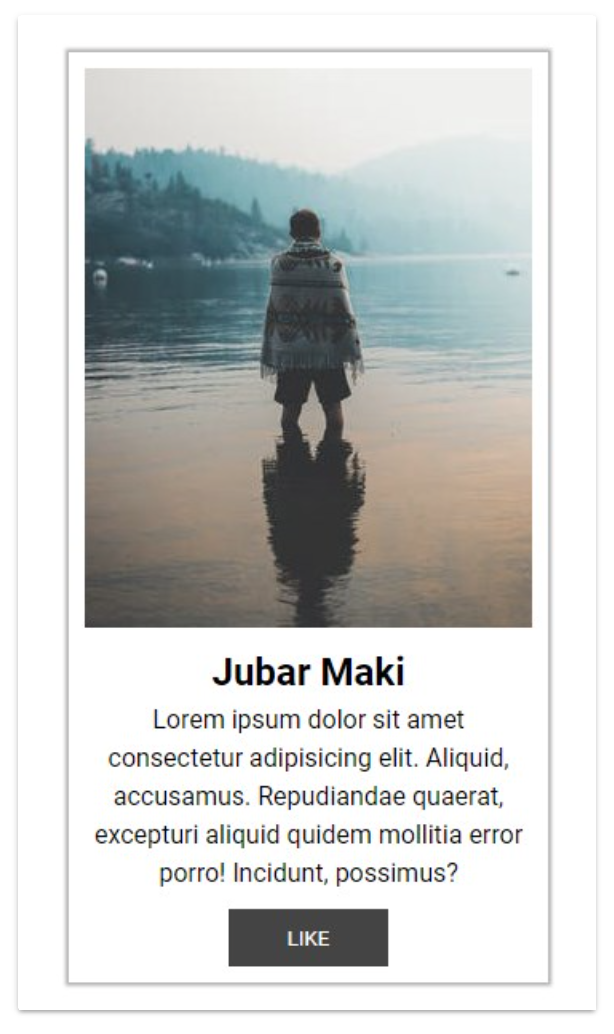 Jubar Maki
Lorem ipsum dolor sit amet
consectetur adipisicing elit. Aliquid,
accusamus. Repudiandae quaerat,
excepturi aliquid quidem mollitia error
porro! Incidunt, possimus?
LIKE